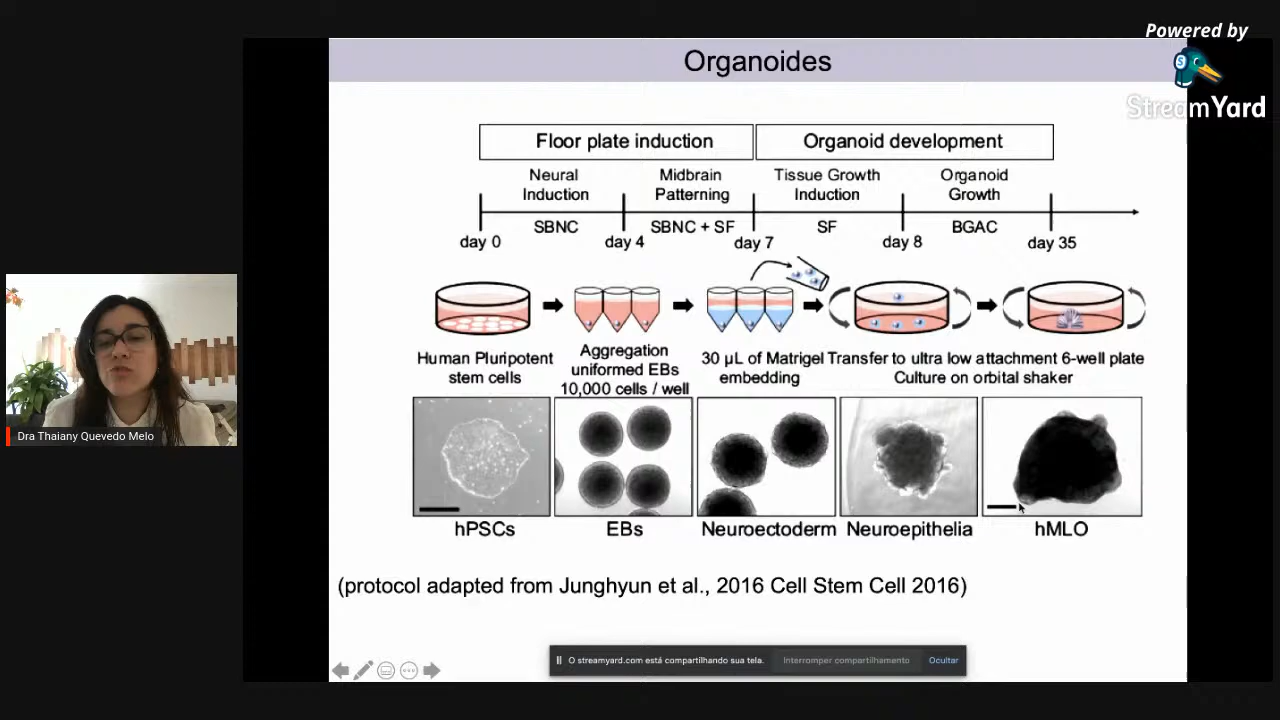 Powered by
StreamYard
Organoides
Floor plate induction
Organoid development
Neural
Induction
Midbrain
Patterning
Tissue Growth
Induction
Organoid
Growth
SBNC
SBNC + SF
SF
BGAC
day 0
day 4
day 7
day 8
day 35
Human Pluripotent
stem cells
Aggregation
uniformed EBs
10,000 cells / well
30 µL of Matrigel
embedding
Transfer to ultra low attachment 6-well plate
Culture on orbital shaker
hPSCs
EBs
Neuroectoderm
Neuroepithelia
hMLO
(protocol adapted from Junghyun et al., 2016 Cell Stem Cell 2016)
Dra Thaiany Quevedo Melo
O streamyard.com está compartilhando sua tela.
Interromper compartilhamento
Ocultar